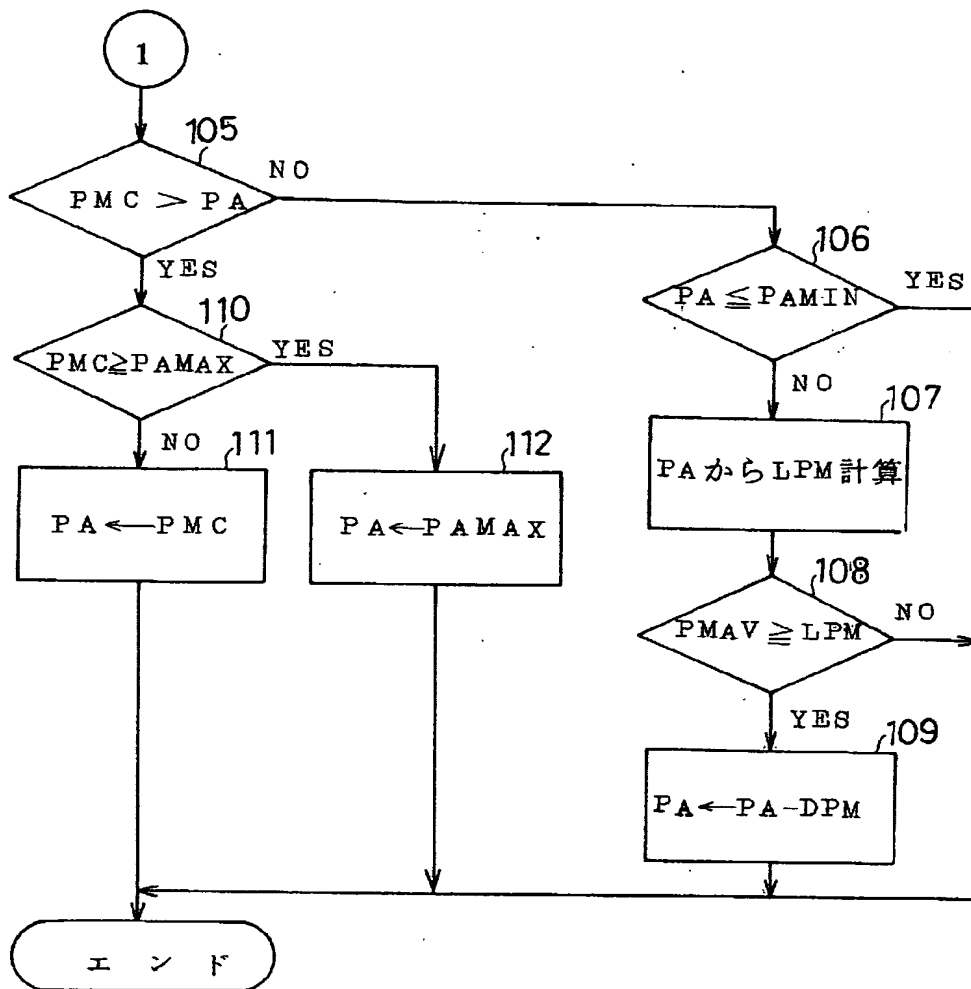 1
105
NO
PMC > PA
106
YES
YES
PA ≦ PAMIN
110
PMC≧PAMAX
YES
NO
107
NO
111
112
PAからLPM計算
PA←PMC
PA←PAMAX
108
NO
PMAV ≧ LPM
YES
109
PA←PA-DPM
エンド